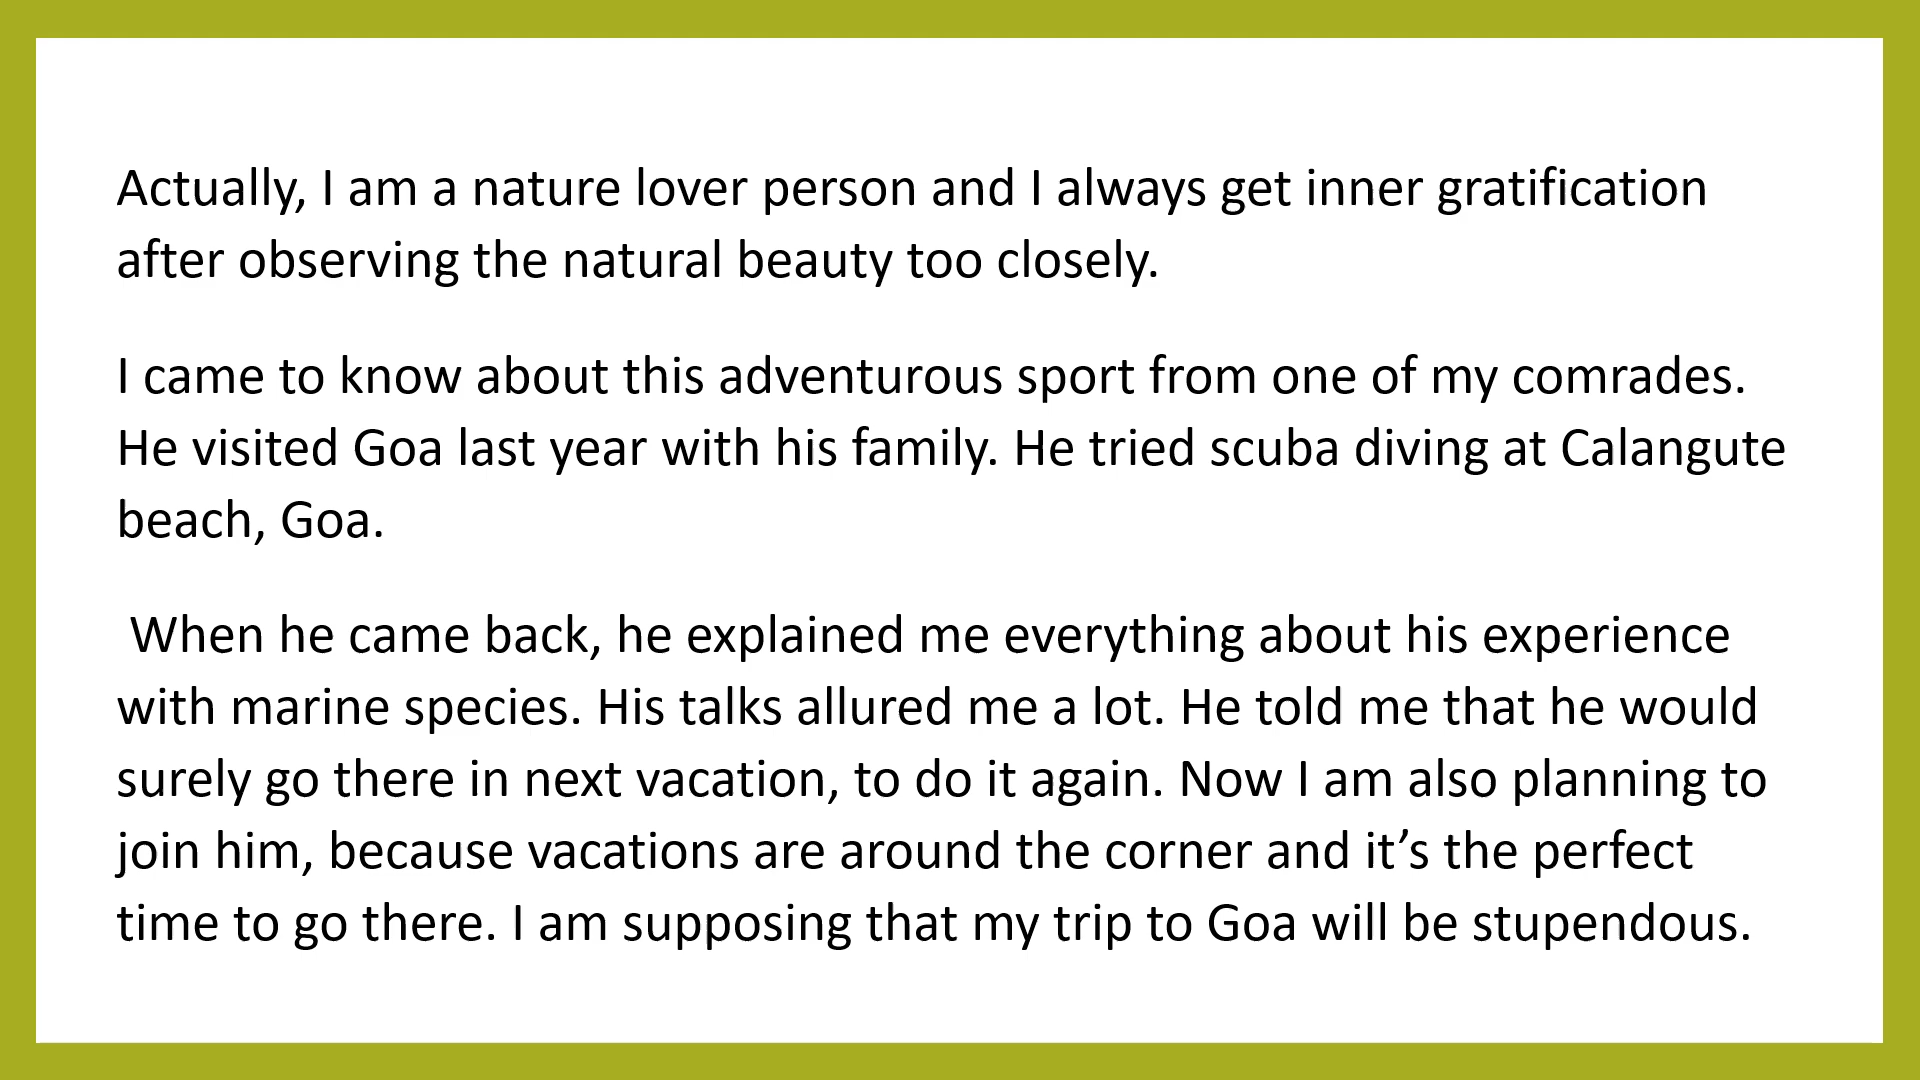 Actually, I am a nature lover person and I always get inner gratification
after observing the natural beauty too closely.
I came to know about this adventurous sport from one of my comrades.
He visited Goa last year with his family. He tried scuba diving at Calangute
beach, Goa.
When he came back, he explained me everything about his experience
with marine species. His talks allured me a lot. He told me that he would
surely go there in next vacation, to do it again. Now I am also planning to
join him, because vacations are around the corner and it’s the perfect
time to go there. I am supposing that my trip to Goa will be stupendous.